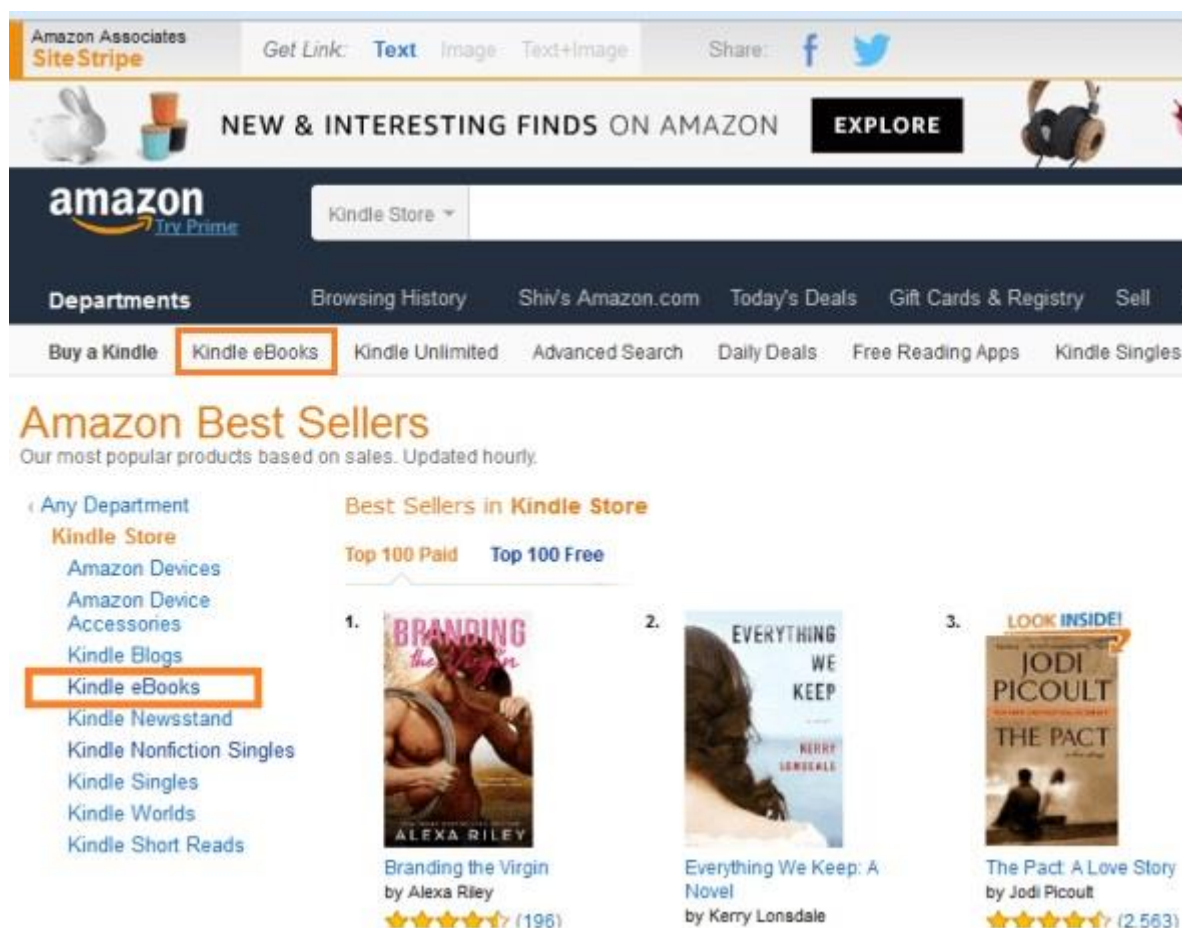 Amazon Associates
SiteStripe
Get Link: Text Image Text+Image Share:
NEW & INTERESTING FINDS ON AMAZON EXPLORE
amazon
Try Prime
Kindle Store
Departments Browsing History Shiv's Amazon.com Today's Deals Gift Cards & Registry Sell
Buy a Kindle Kindle eBooks Kindle Unlimited Advanced Search Daily Deals Free Reading Apps Kindle Singles
Amazon Best Sellers
Our most popular products based on sales. Updated hourly.
‹ Any Department
Kindle Store
Amazon Devices
Amazon Device
Accessories
Kindle Blogs
Kindle eBooks
Kindle Newsstand
Kindle Nonfiction Singles
Kindle Singles
Kindle Worlds
Kindle Short Reads
Best Sellers in Kindle Store
Top 100 Paid Top 100 Free
1.
BRANDING
the Virgin
ALEXA RILEY
Branding the Virgin
by Alexa Riley
(196)
2.
EVERYTHING
WE
KEEP
KERRY
LONSDALE
Everything We Keep: A
Novel
by Kerry Lonsdale
3.
LOOK INSIDE!
JODI
PICOULT
THE PACT
The Pact: A Love Story
by Jodi Picoult
(2,563)